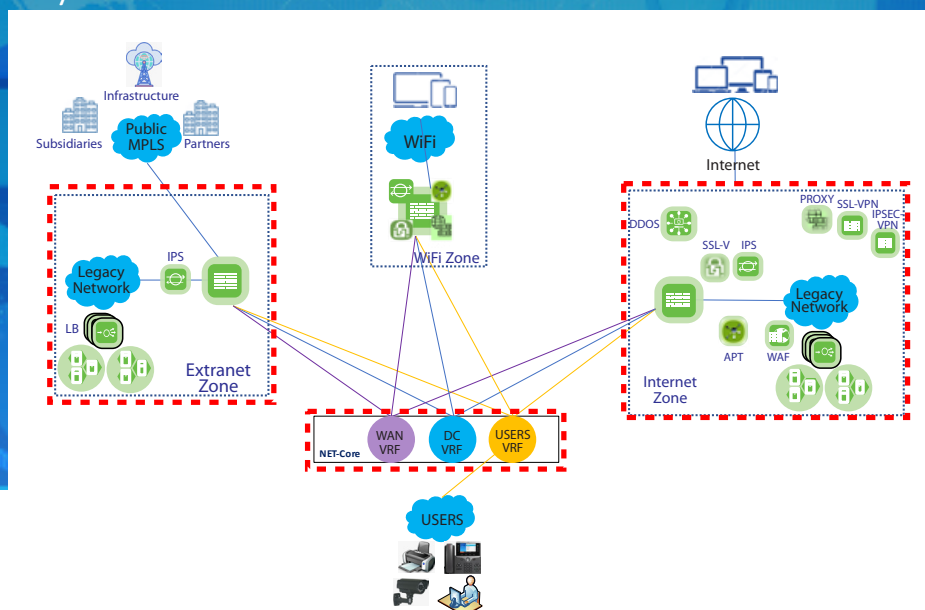 Infrastructure
Subsidiaries
Public
MPLS
Partners
WiFi
WiFi Zone
Internet
IPS
Legacy
Network
LB
Extranet
Zone
DDOS
PROXY
SSL-VPN
IPSEC-
VPN
SSL-V
IPS
Legacy
Network
APT
WAF
Internet
Zone
NET-Core
WAN
VRF
DC
VRF
USERS
VRF
USERS